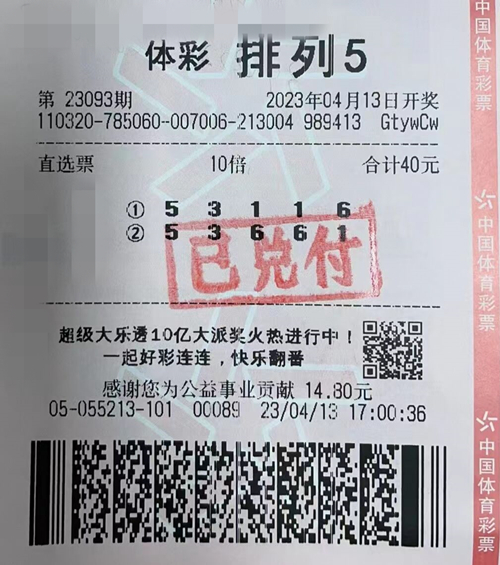 体彩 排列5
第 23093期 2023年04月13日开奖
110320-785060-007006-213004 989413 GtywCw
直选票 10倍 合计40元
① 5 3 1 1 6
② 5 3 6 6 1
已兑付
超级大乐透10亿大派奖火热进行中！
一起好彩连连，快乐翻番
感谢您为公益事业贡献 14.80元
05-055213-101 00089 23/04/13 17:00:36
中国体育彩票
中国体育彩票
中国体育彩票